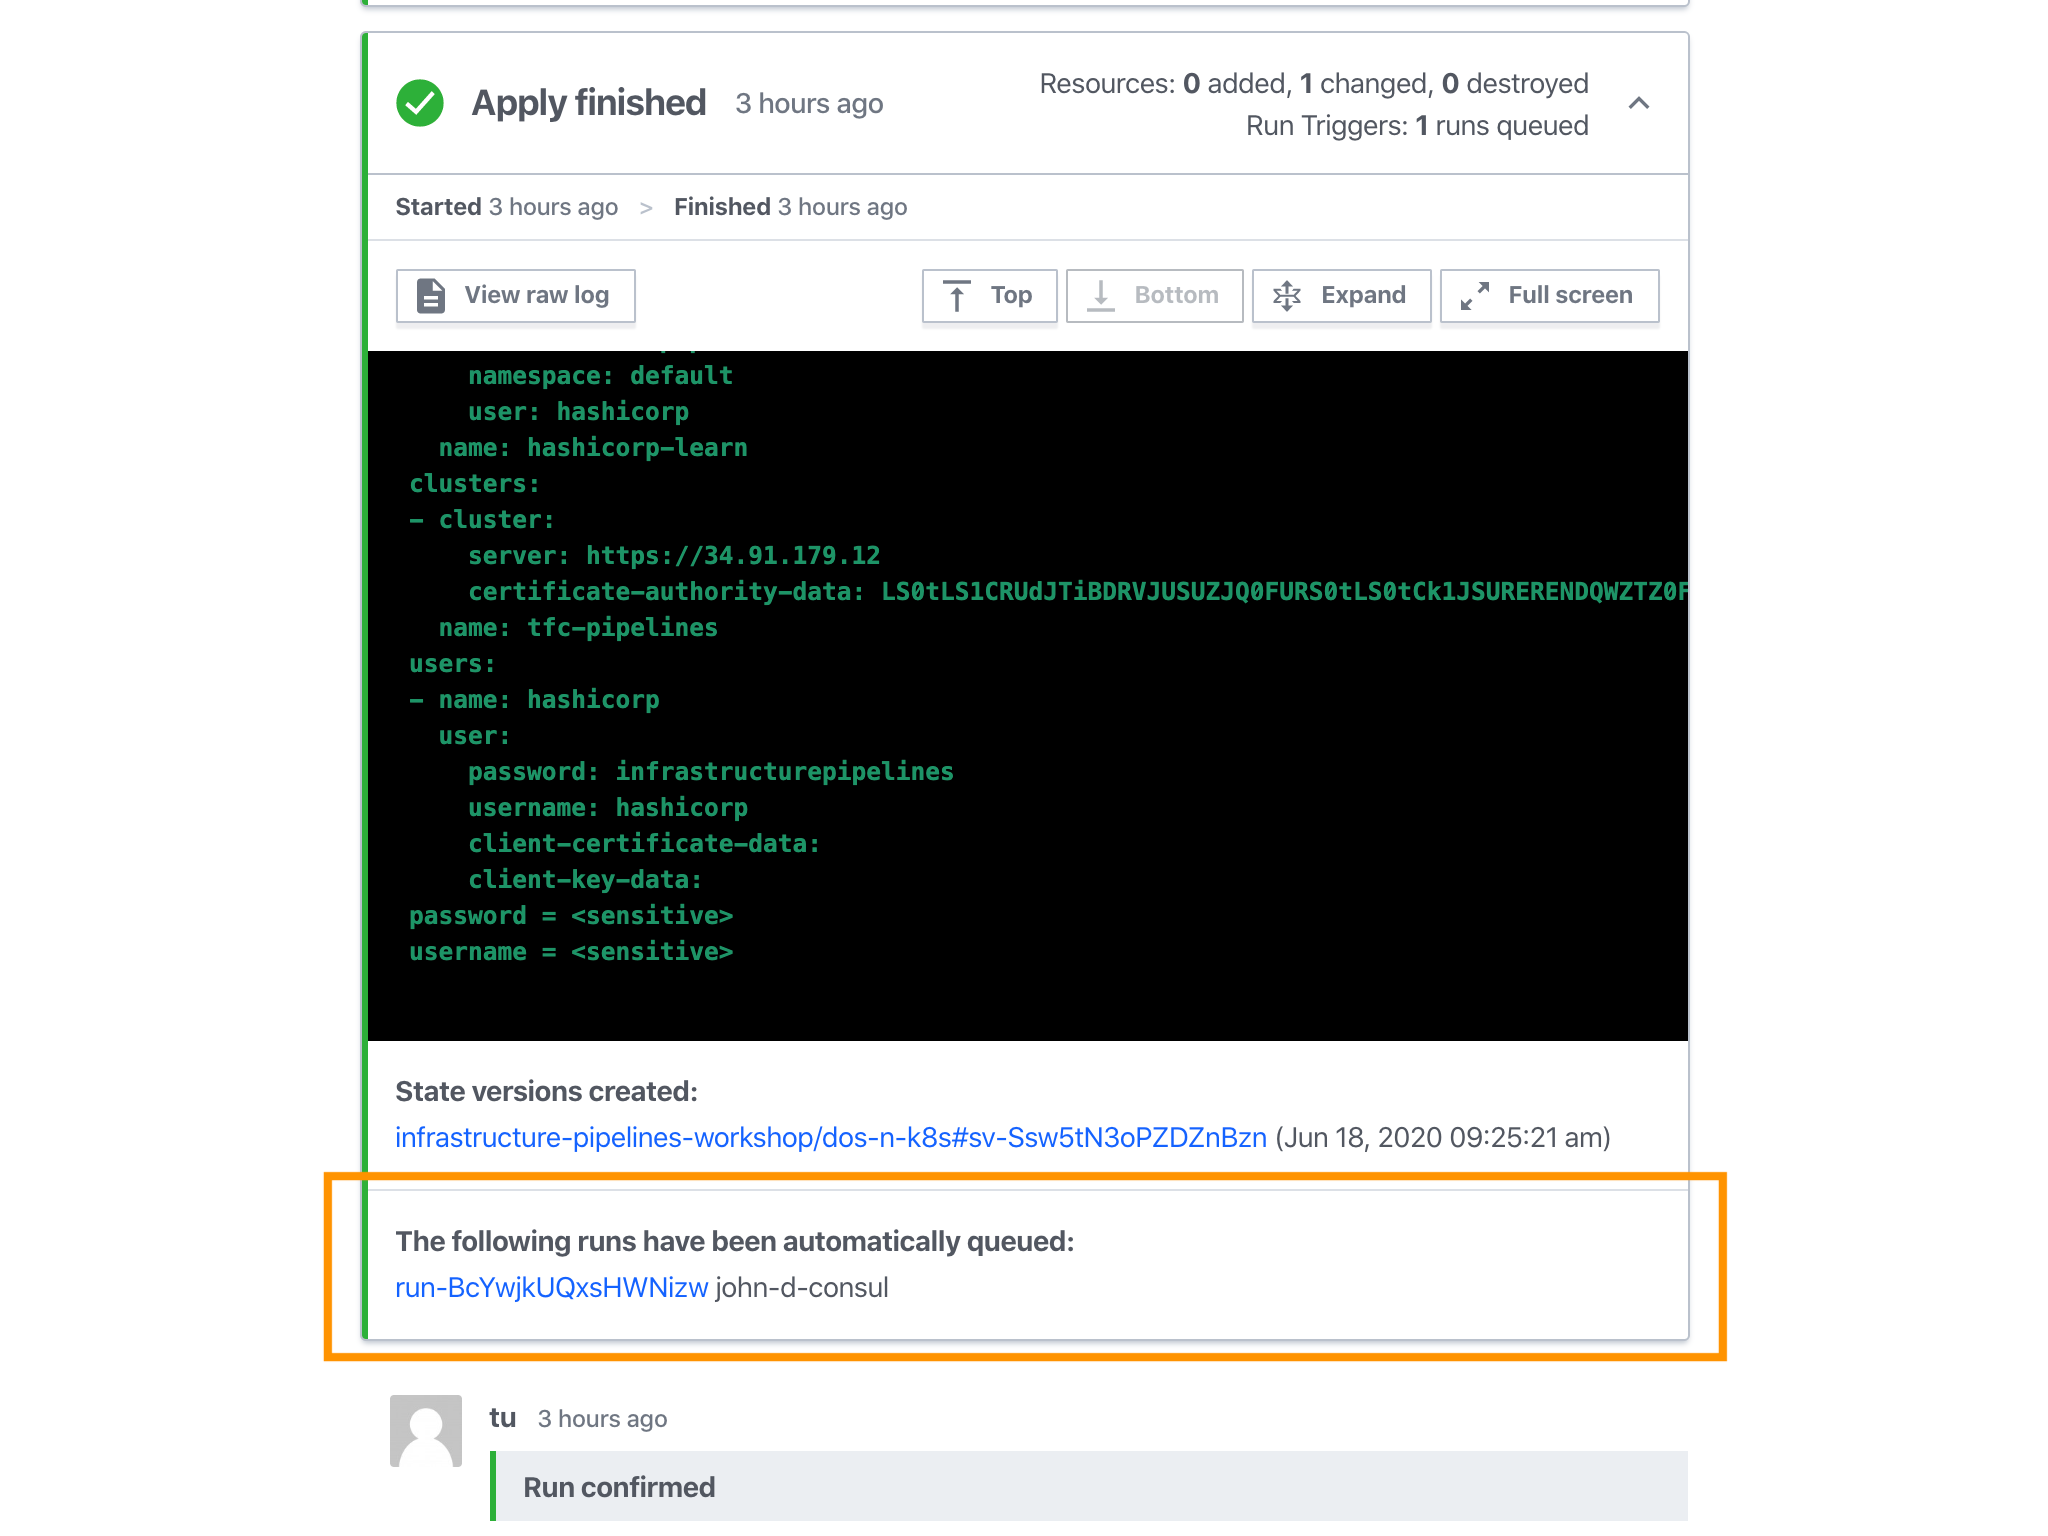 Apply finished 3 hours ago
Resources: 0 added, 1 changed, 0 destroyed
Run Triggers: 1 runs queued
Started 3 hours ago > Finished 3 hours ago
View raw log
Top
Bottom
Expand
Full screen
namespace: default
user: hashicorp
name: hashicorp-learn
clusters:
- cluster:
server: https://34.91.179.12
certificate-authority-data: LS0tLS1CRUdJTiBDRVJUSUZJQ0FURS0tLS0tCk1JSURERENDQWZTZ0F
name: tfc-pipelines
users:
- name: hashicorp
user:
password: infrastructurepipelines
username: hashicorp
client-certificate-data:
client-key-data:
password = <sensitive>
username = <sensitive>
State versions created:
infrastructure-pipelines-workshop/dos-n-k8s#sv-Ssw5tN3oPZDZnBzn (Jun 18, 2020 09:25:21 am)
The following runs have been automatically queued:
run-BcYwjkUQxsHWNizw john-d-consul
tu 3 hours ago
Run confirmed